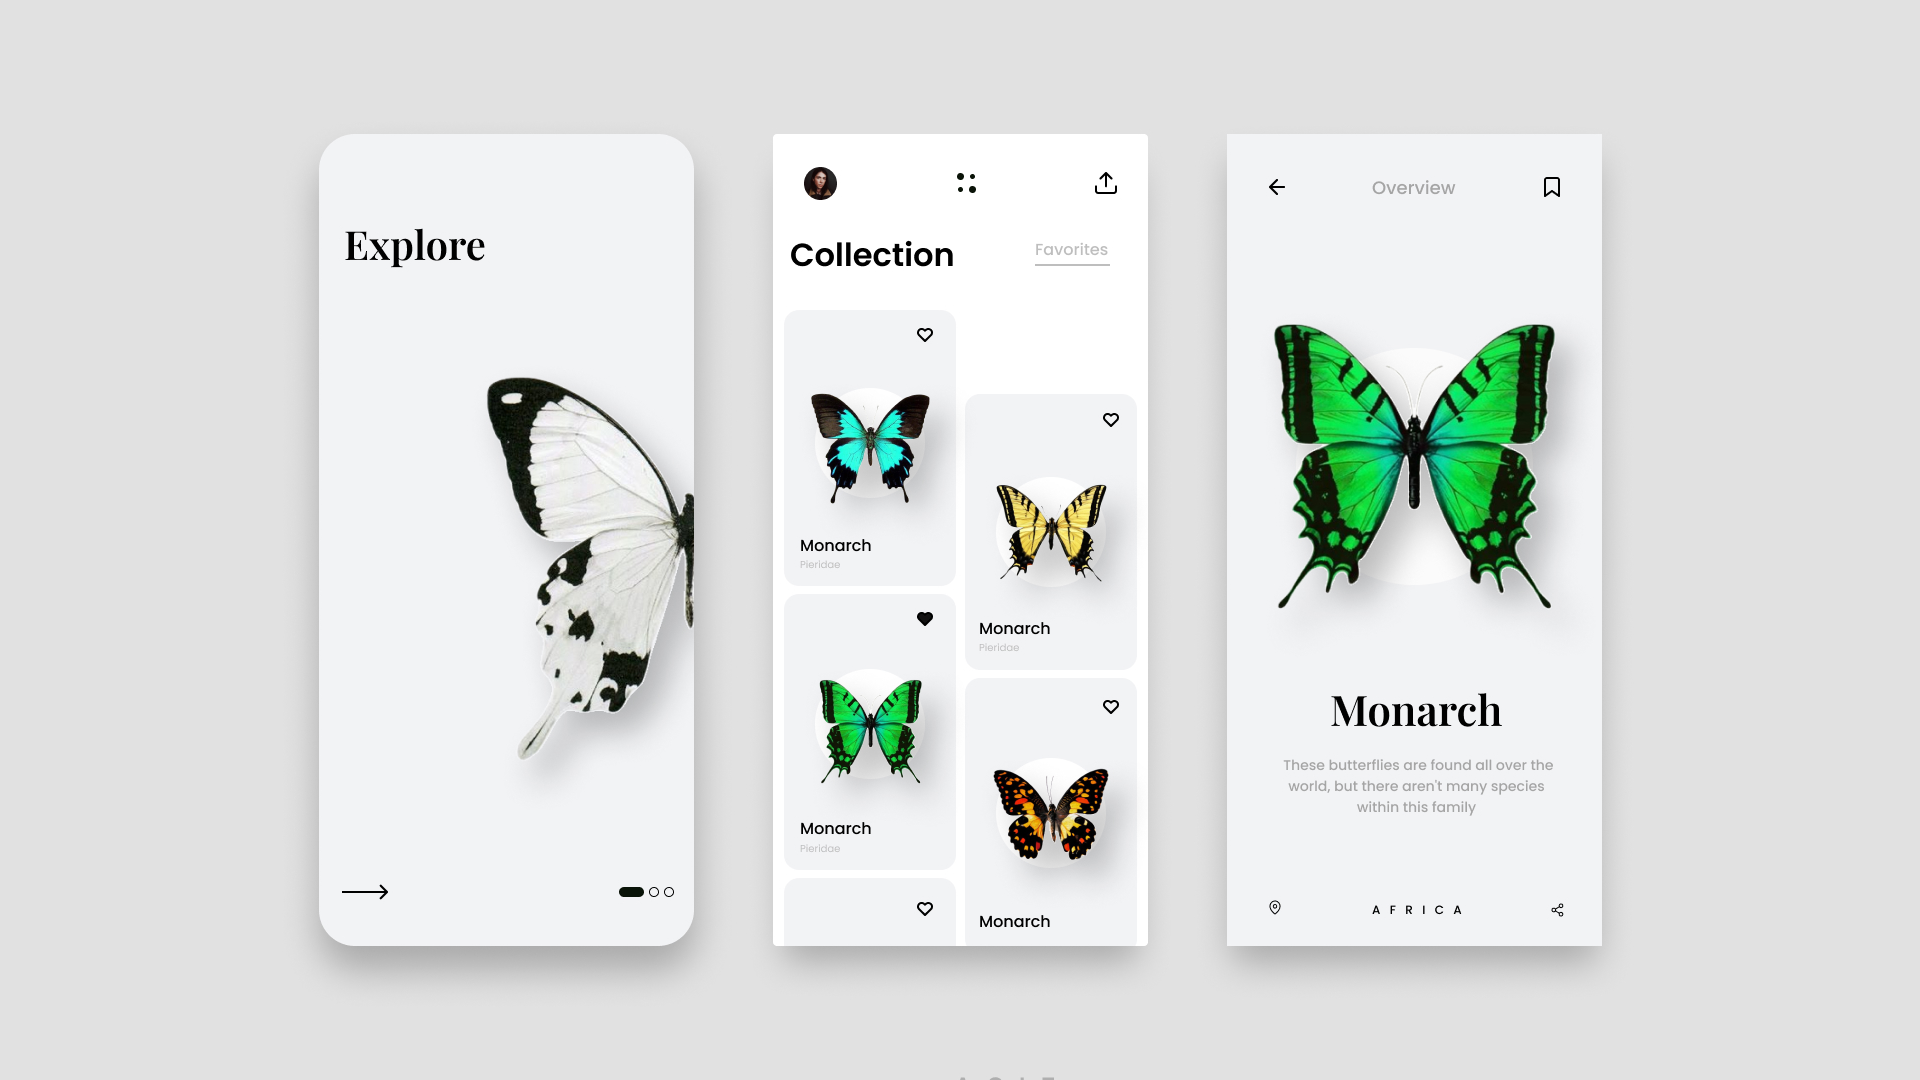 Explore
Collection
Favorites
Monarch
Pieridae
Monarch
Pieridae
Monarch
Pieridae
Monarch
Overview
Monarch
These butterflies are found all over the
world, but there aren't many species
within this family
AFRICA